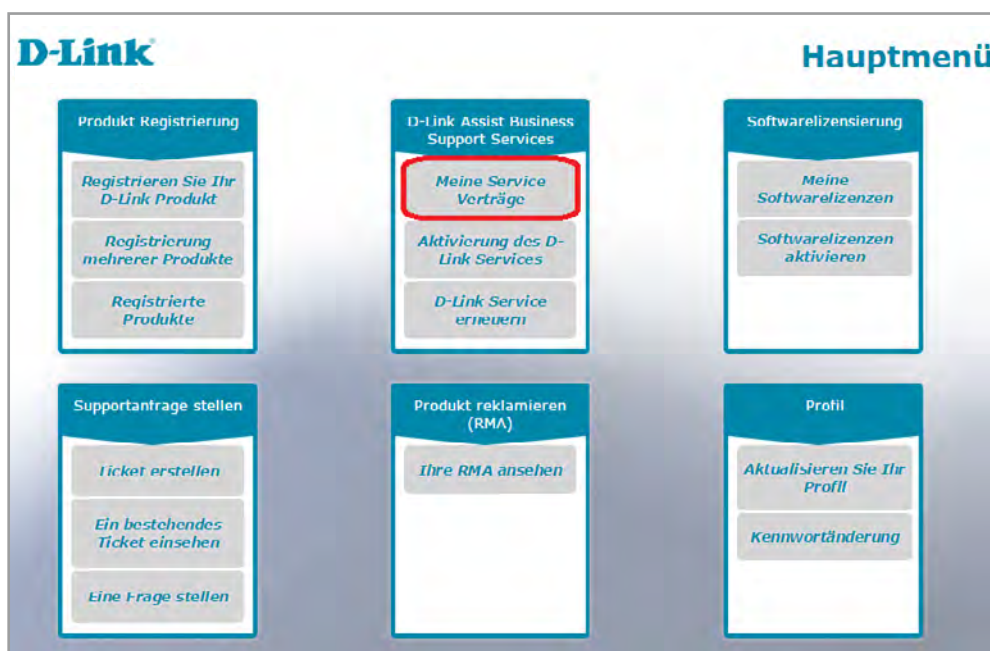 D-Link
Hauptmenü
Produkt Registrierung
Registrieren Sie Ihr
D-Link Produkt
Registrierung
mehrerer Produkte
Registrierte
Produkte
D-Link Assist Business
Support Services
Meine Service
Verträge
Aktivierung des D-
Link Services
D-Link Service
erneuern
Softwarelizensierung
Meine
Softwarelizenzen
Softwarelizenzen
aktivieren
Supportanfrage stellen
Ticket erstellen
Ein bestehendes
Ticket einsehen
Eine Frage stellen
Produkt reklamieren
(RMA)
Ihre RMA ansehen
Profil
Aktualisieren Sie Ihr
Profil
Kennwortänderung